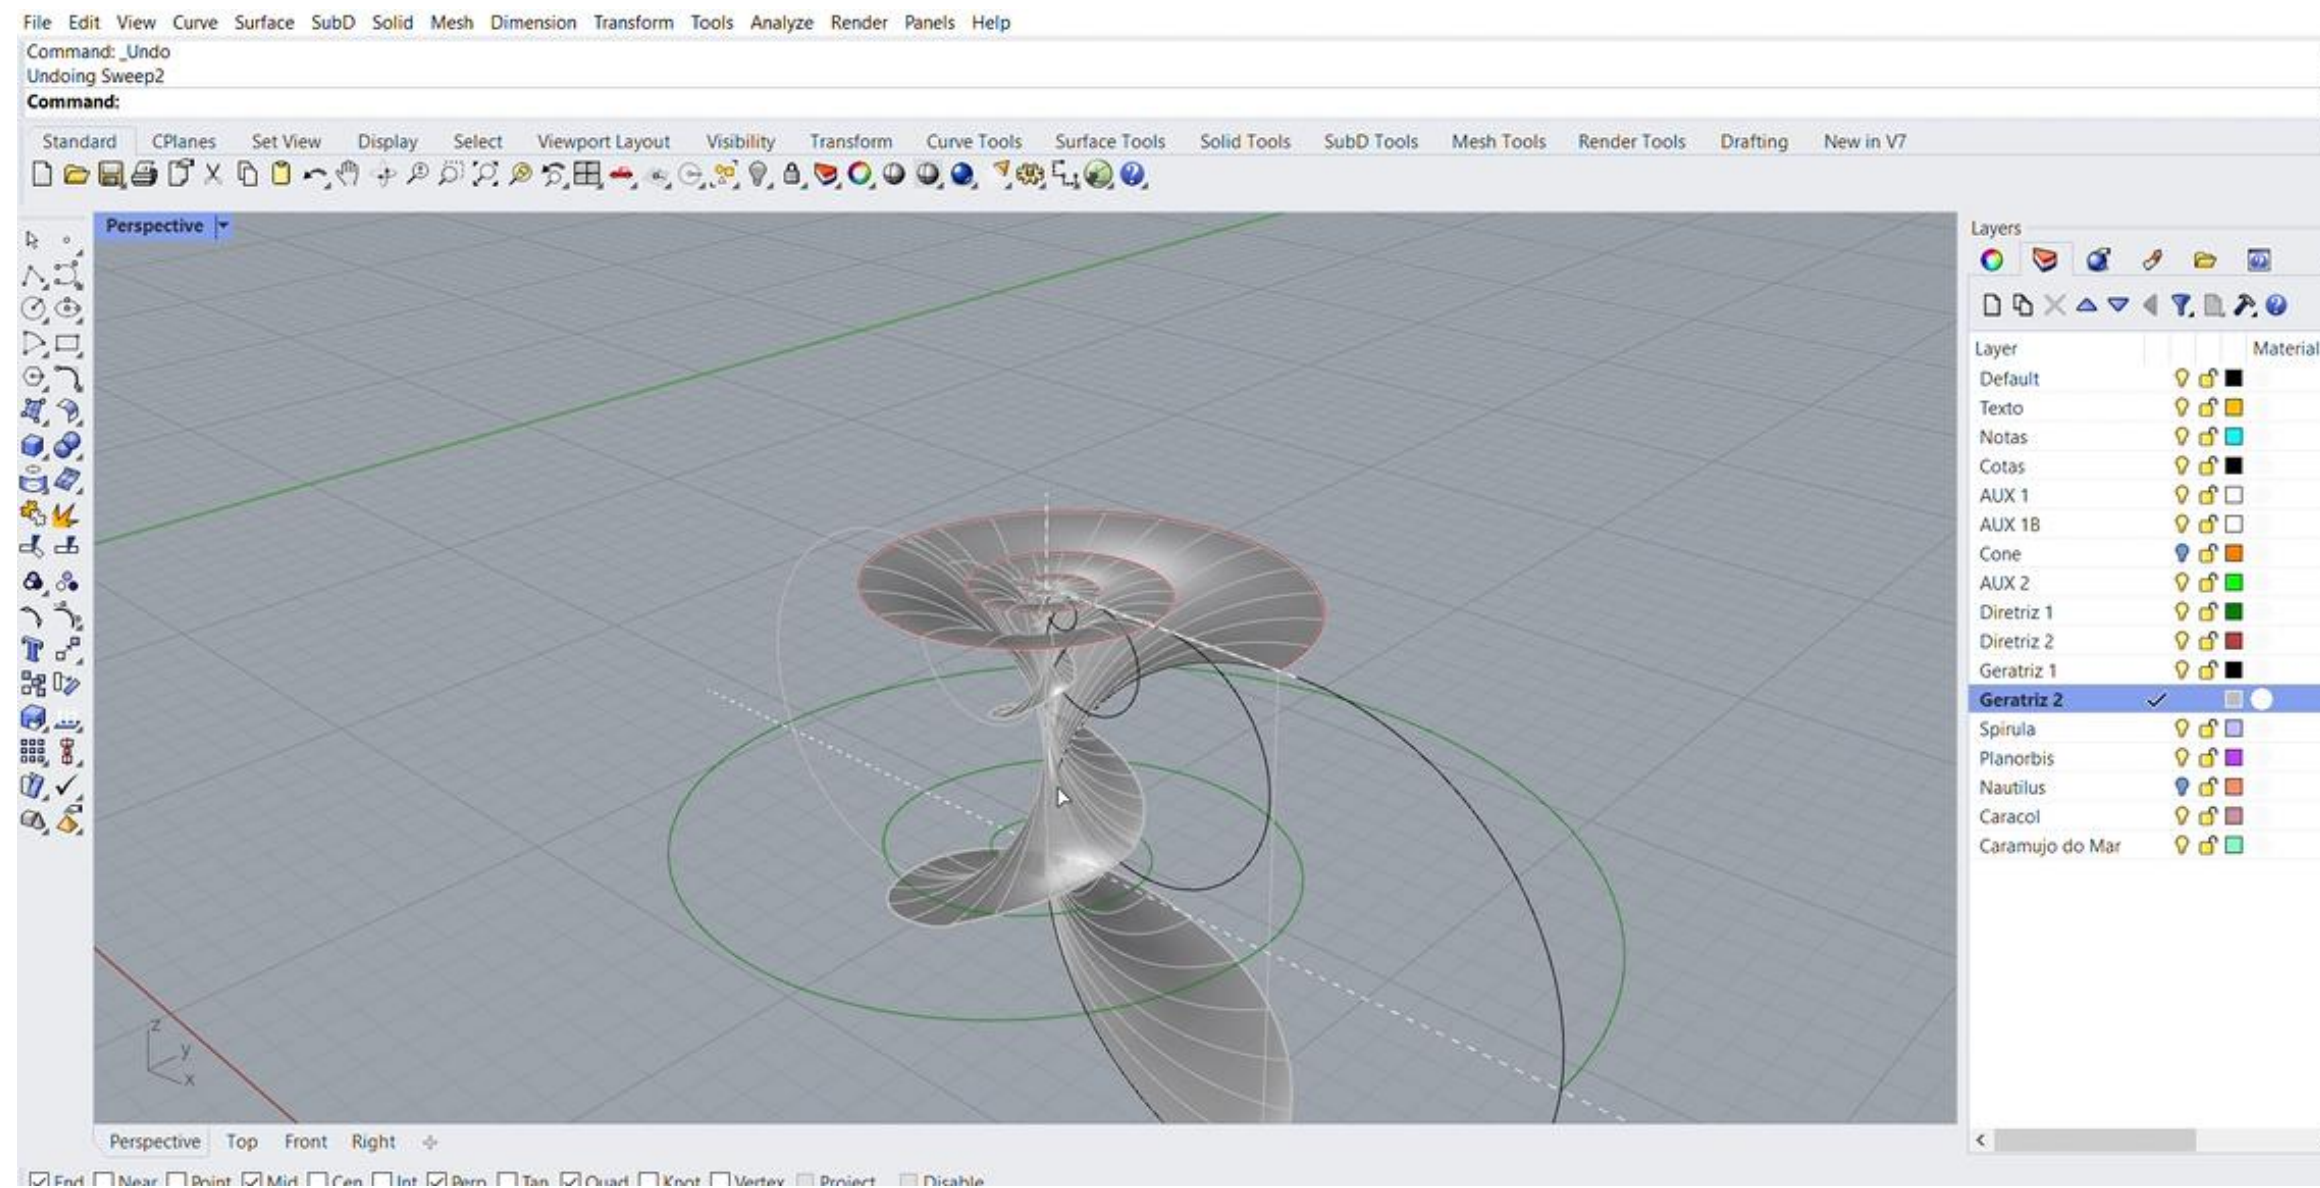 File Edit View Curve Surface SubD Solid Mesh Dimension Transform Tools Analyze Render Panels Help
Command: _Undo
Undoing Sweep2
Command:
Standard CPlanes Set View Display Select Viewport Layout Visibility Transform Curve Tools Surface Tools Solid Tools SubD Tools Mesh Tools Render Tools Drafting New in V7
Perspective
Layers
Layer Material
Default
Texto
Notas
Cotas
AUX 1
AUX 1B
Cone
AUX 2
Diretriz 1
Diretriz 2
Geratriz 1
Geratriz 2
Spirula
Planorbis
Nautilus
Caracol
Caramujo do Mar
z
y
x
Perspective Top Front Right
End Near Point Mid Cen Int Perp Tan Quad Knot Vertex Project Disable